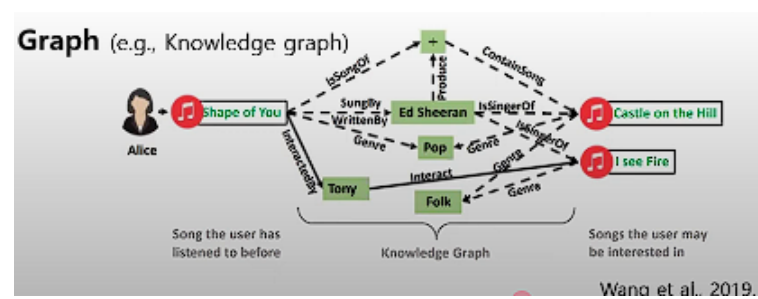 Graph (e.g., Knowledge graph)
+
IsSongOf
ContainSong
Produce
Shape of You
SungBy
Ed Sheeran
IsSingerOf
Castle on the Hill
WrittenBy
IsSingerOf
Alice
Genre
Pop
Genre
InteractedBy
Genre
I see Fire
Interact
Tony
Genre
Folk
Song the user has
listened to before
Knowledge Graph
Songs the user may
be interested in
Wang et al., 2019.